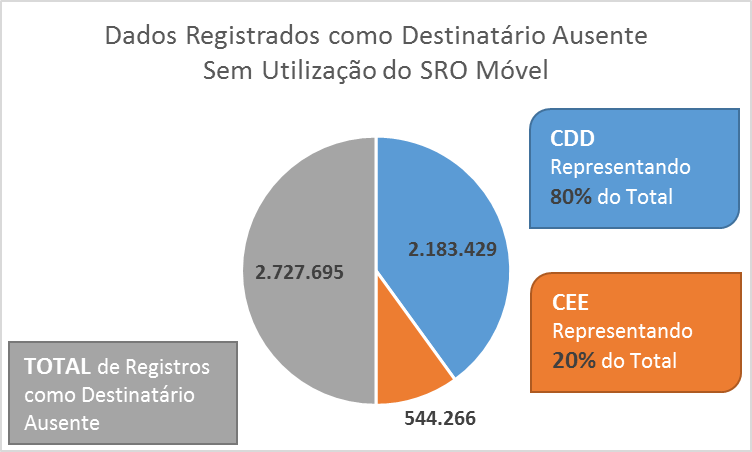 Dados Registrados como Destinatário Ausente
Sem Utilização do SRO Móvel
CDD
Representando
80% do Total
2.183.429
2.727.695
CEE
Representando
20% do Total
TOTAL de Registros
como Destinatário
Ausente
544.266